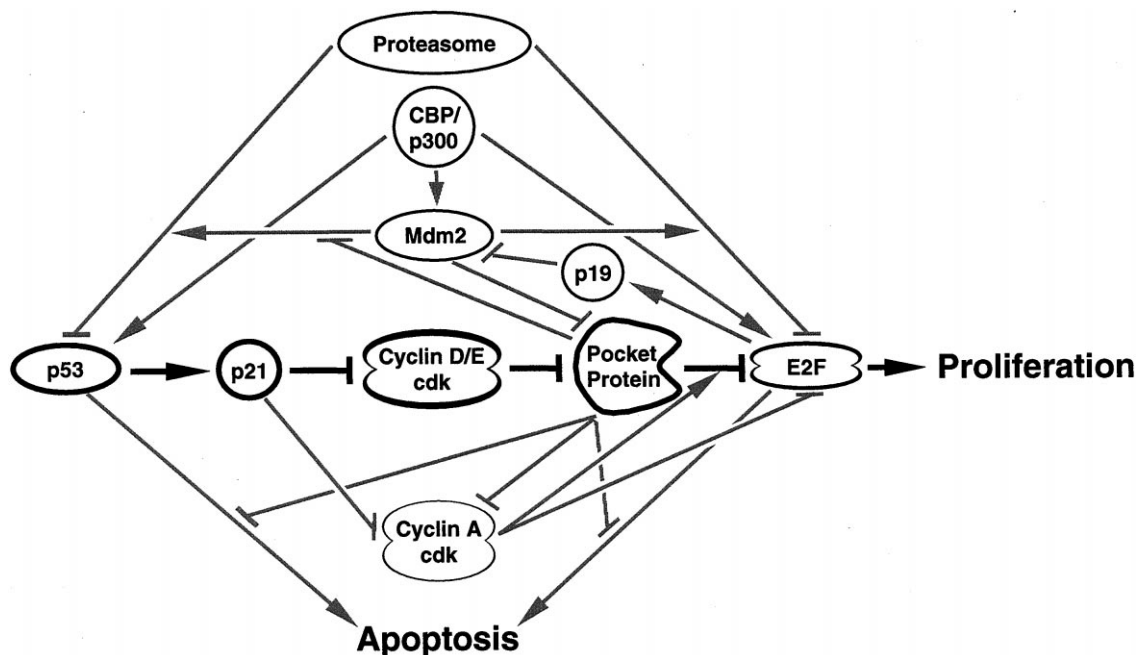 Proteasome
CBP/
p300
Mdm2
p19
p53
p21
Cyclin D/E
cdk
Pocket
Protein
E2F
Proliferation
Cyclin A
cdk
Apoptosis